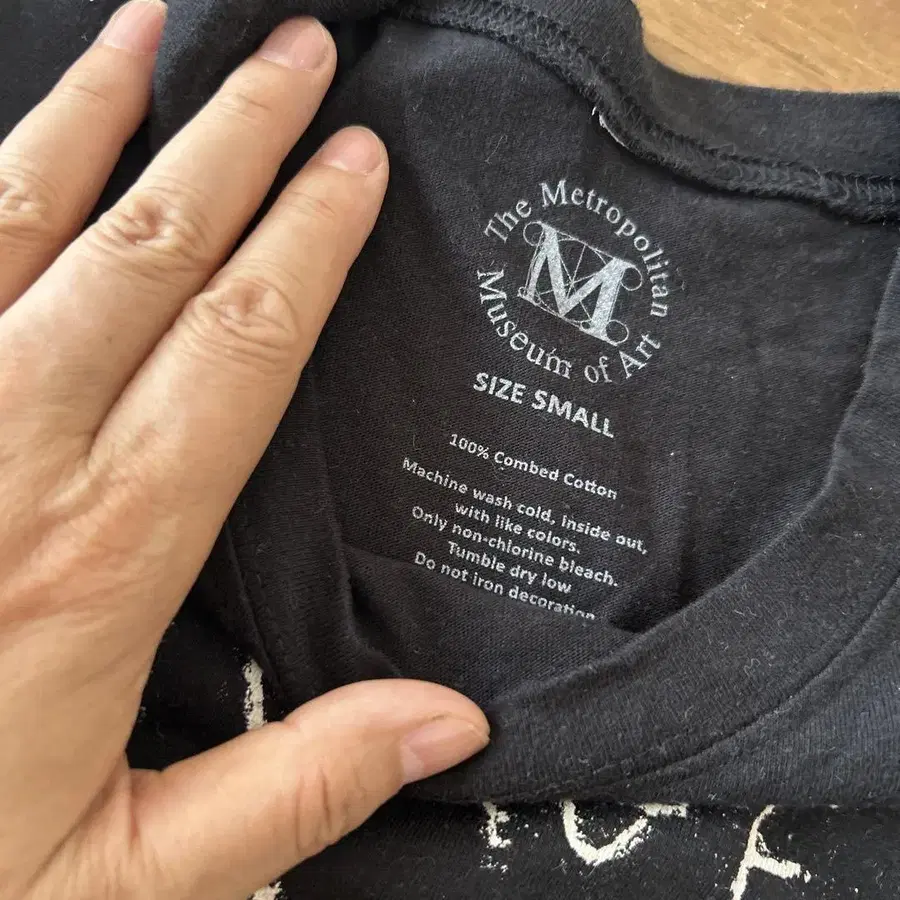 The Metropolitan
M
Museum of Art
SIZE SMALL
100% Combed Cotton
Machine wash cold, inside out,
with like colors.
Only non-chlorine bleach.
Tumble dry low
Do not iron decoration